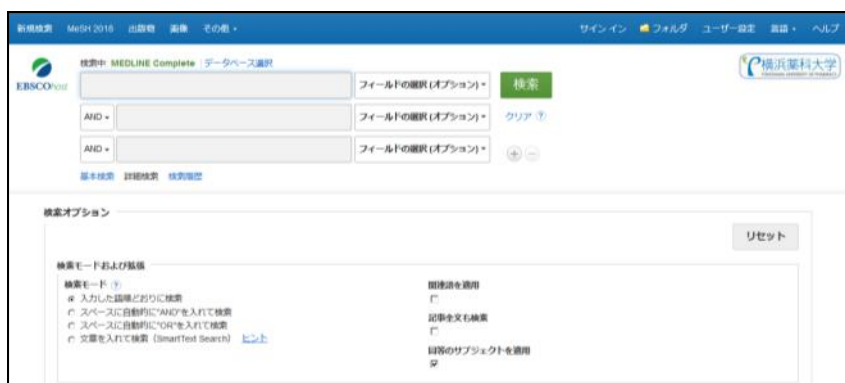 新規検索 MeSH 2016 出版物 画像 その他 サイン イン フォルダ ユーザー設定 言語 ヘルプ
検索中: MEDLINE Complete データベース選択
EBSCOhost
フィールドの選択 (オプション) 検索
横浜薬科大学
AND フィールドの選択 (オプション) クリア ?
AND フィールドの選択 (オプション) + −
基本検索 詳細検索 検索履歴
検索オプション
リセット
検索モードおよび拡張
検索モード ?
入力した語順どおりに検索
スペースに自動的に"AND"を入れて検索
スペースに自動的に"OR"を入れて検索
文章を入れて検索 (SmartText Search) ヒント
関連語を適用
記事全文も検索
同等のサブジェクトを適用